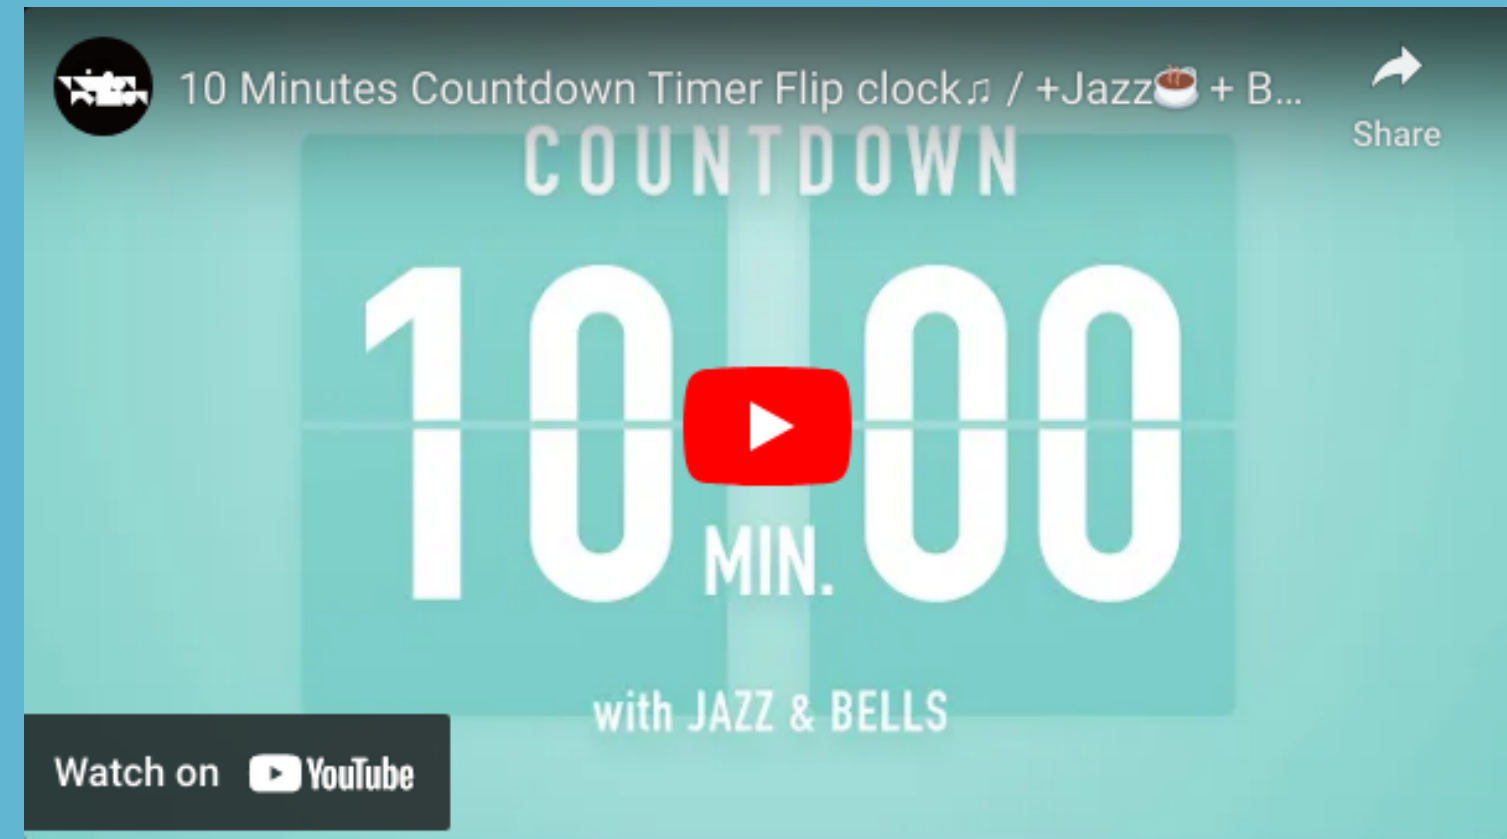 10 Minutes Countdown Timer Flip clock♫ / +Jazz☕ + B...
Share
COUNTDOWN
10 00
MIN.
with JAZZ & BELLS
Watch on YouTube